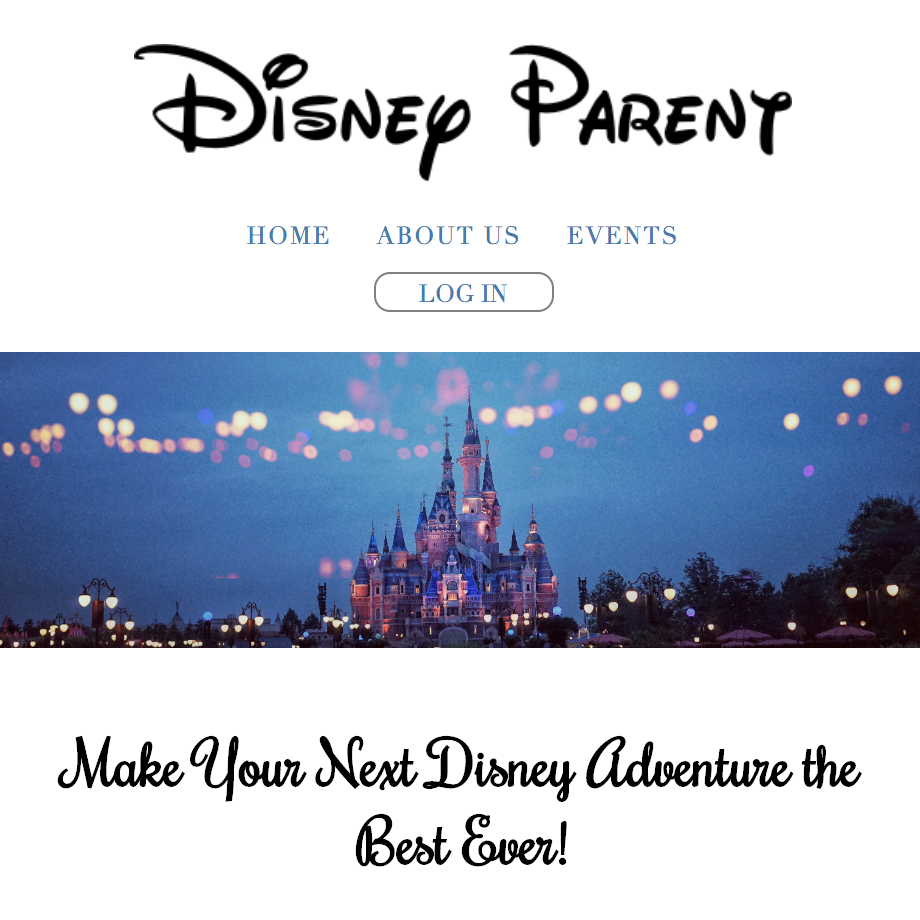 Disney Parent
HOME ABOUT US EVENTS
LOG IN
Make Your Next Disney Adventure the
Best Ever!